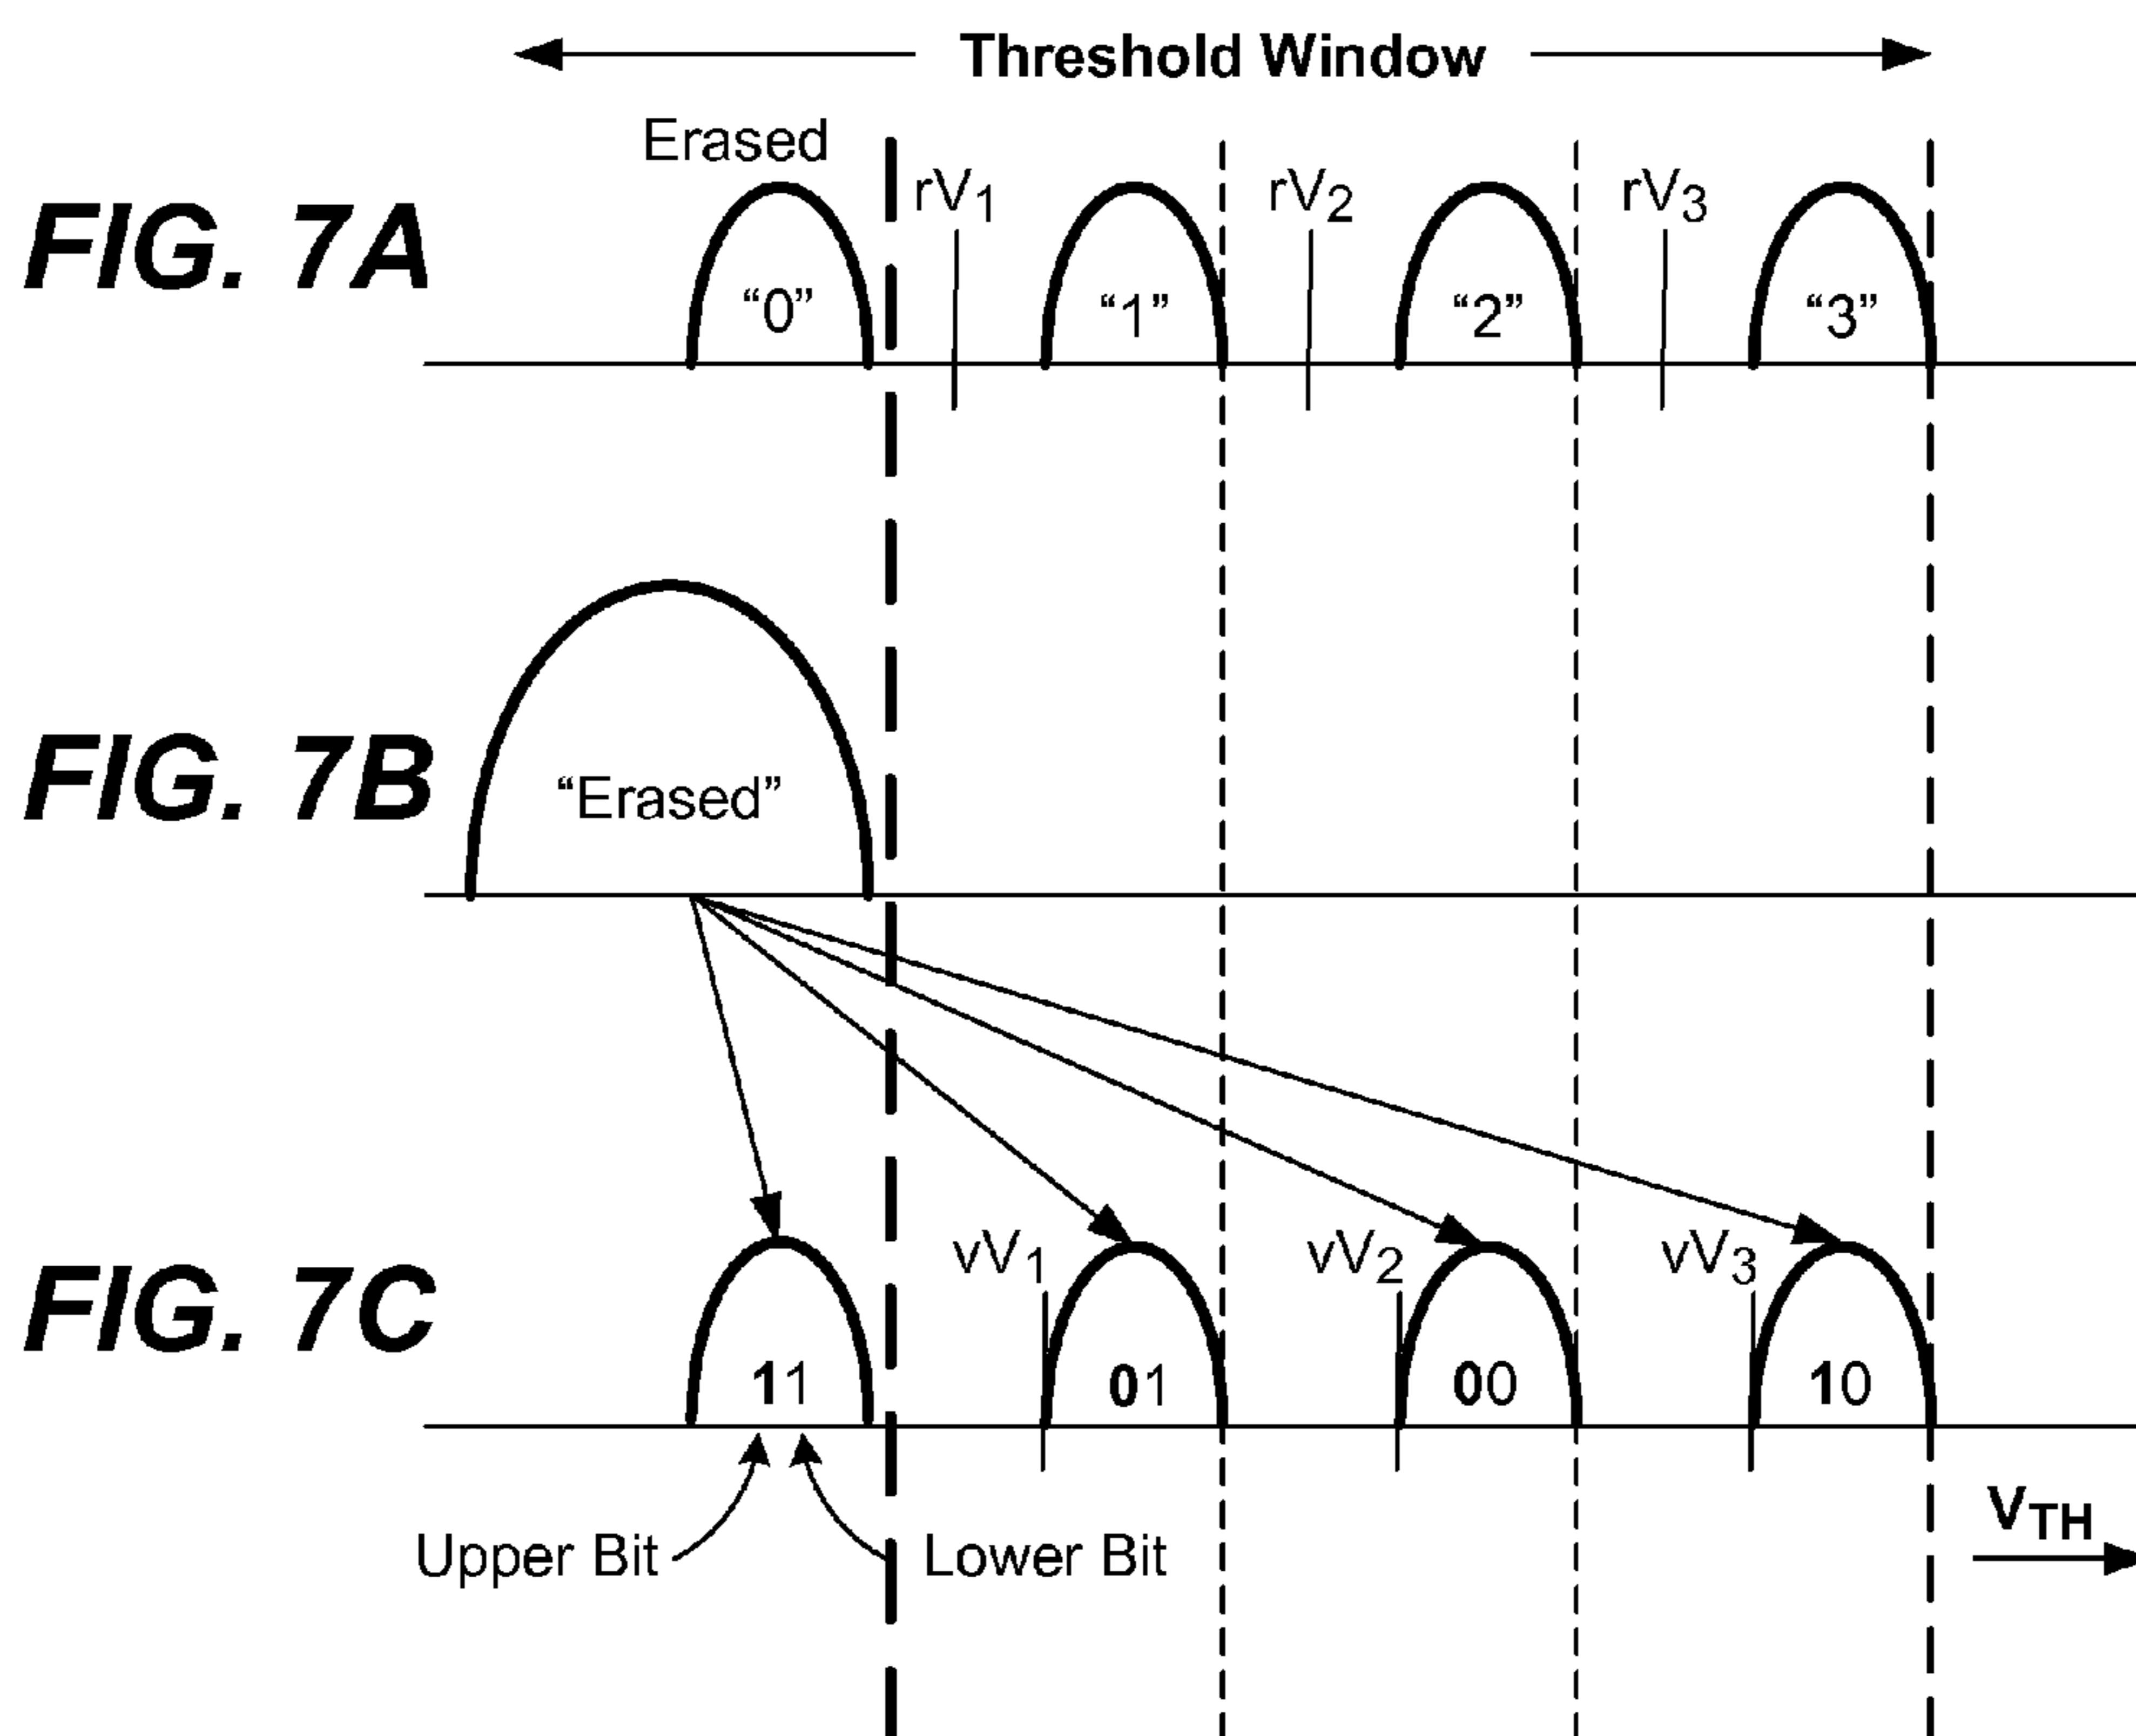 Threshold Window
Erased
FIG. 7A
rV1 rV2 rV3
“0” “1” “2” “3”
FIG. 7B
“Erased”
FIG. 7C
vV1 vV2 vV3
11 01 00 10
Upper Bit Lower Bit
VTH